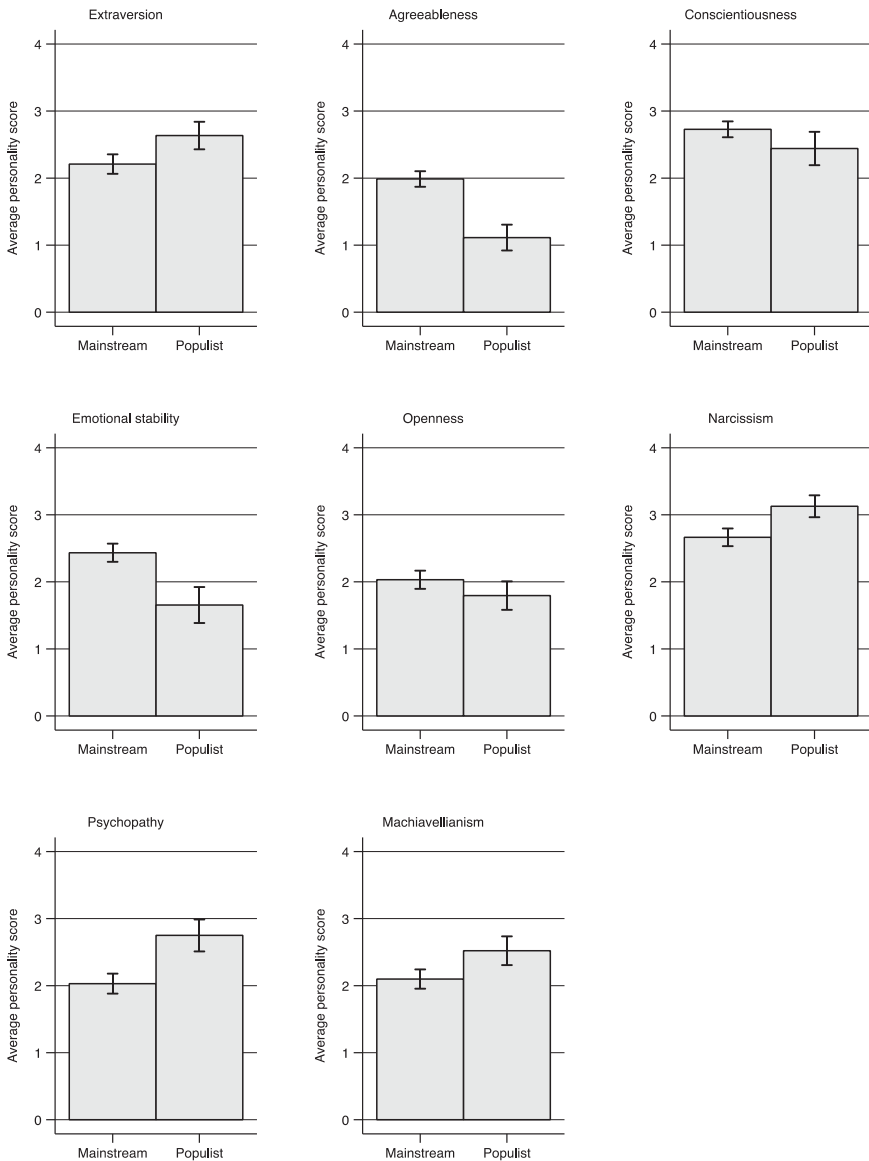 Extraversion
Average personality score
4
3
2
1
0
Mainstream Populist
Agreeableness
Average personality score
4
3
2
1
0
Mainstream Populist
Conscientiousness
Average personality score
4
3
2
1
0
Mainstream Populist
Emotional stability
Average personality score
4
3
2
1
0
Mainstream Populist
Openness
Average personality score
4
3
2
1
0
Mainstream Populist
Narcissism
Average personality score
4
3
2
1
0
Mainstream Populist
Psychopathy
Average personality score
4
3
2
1
0
Mainstream Populist
Machiavellianism
Average personality score
4
3
2
1
0
Mainstream Populist